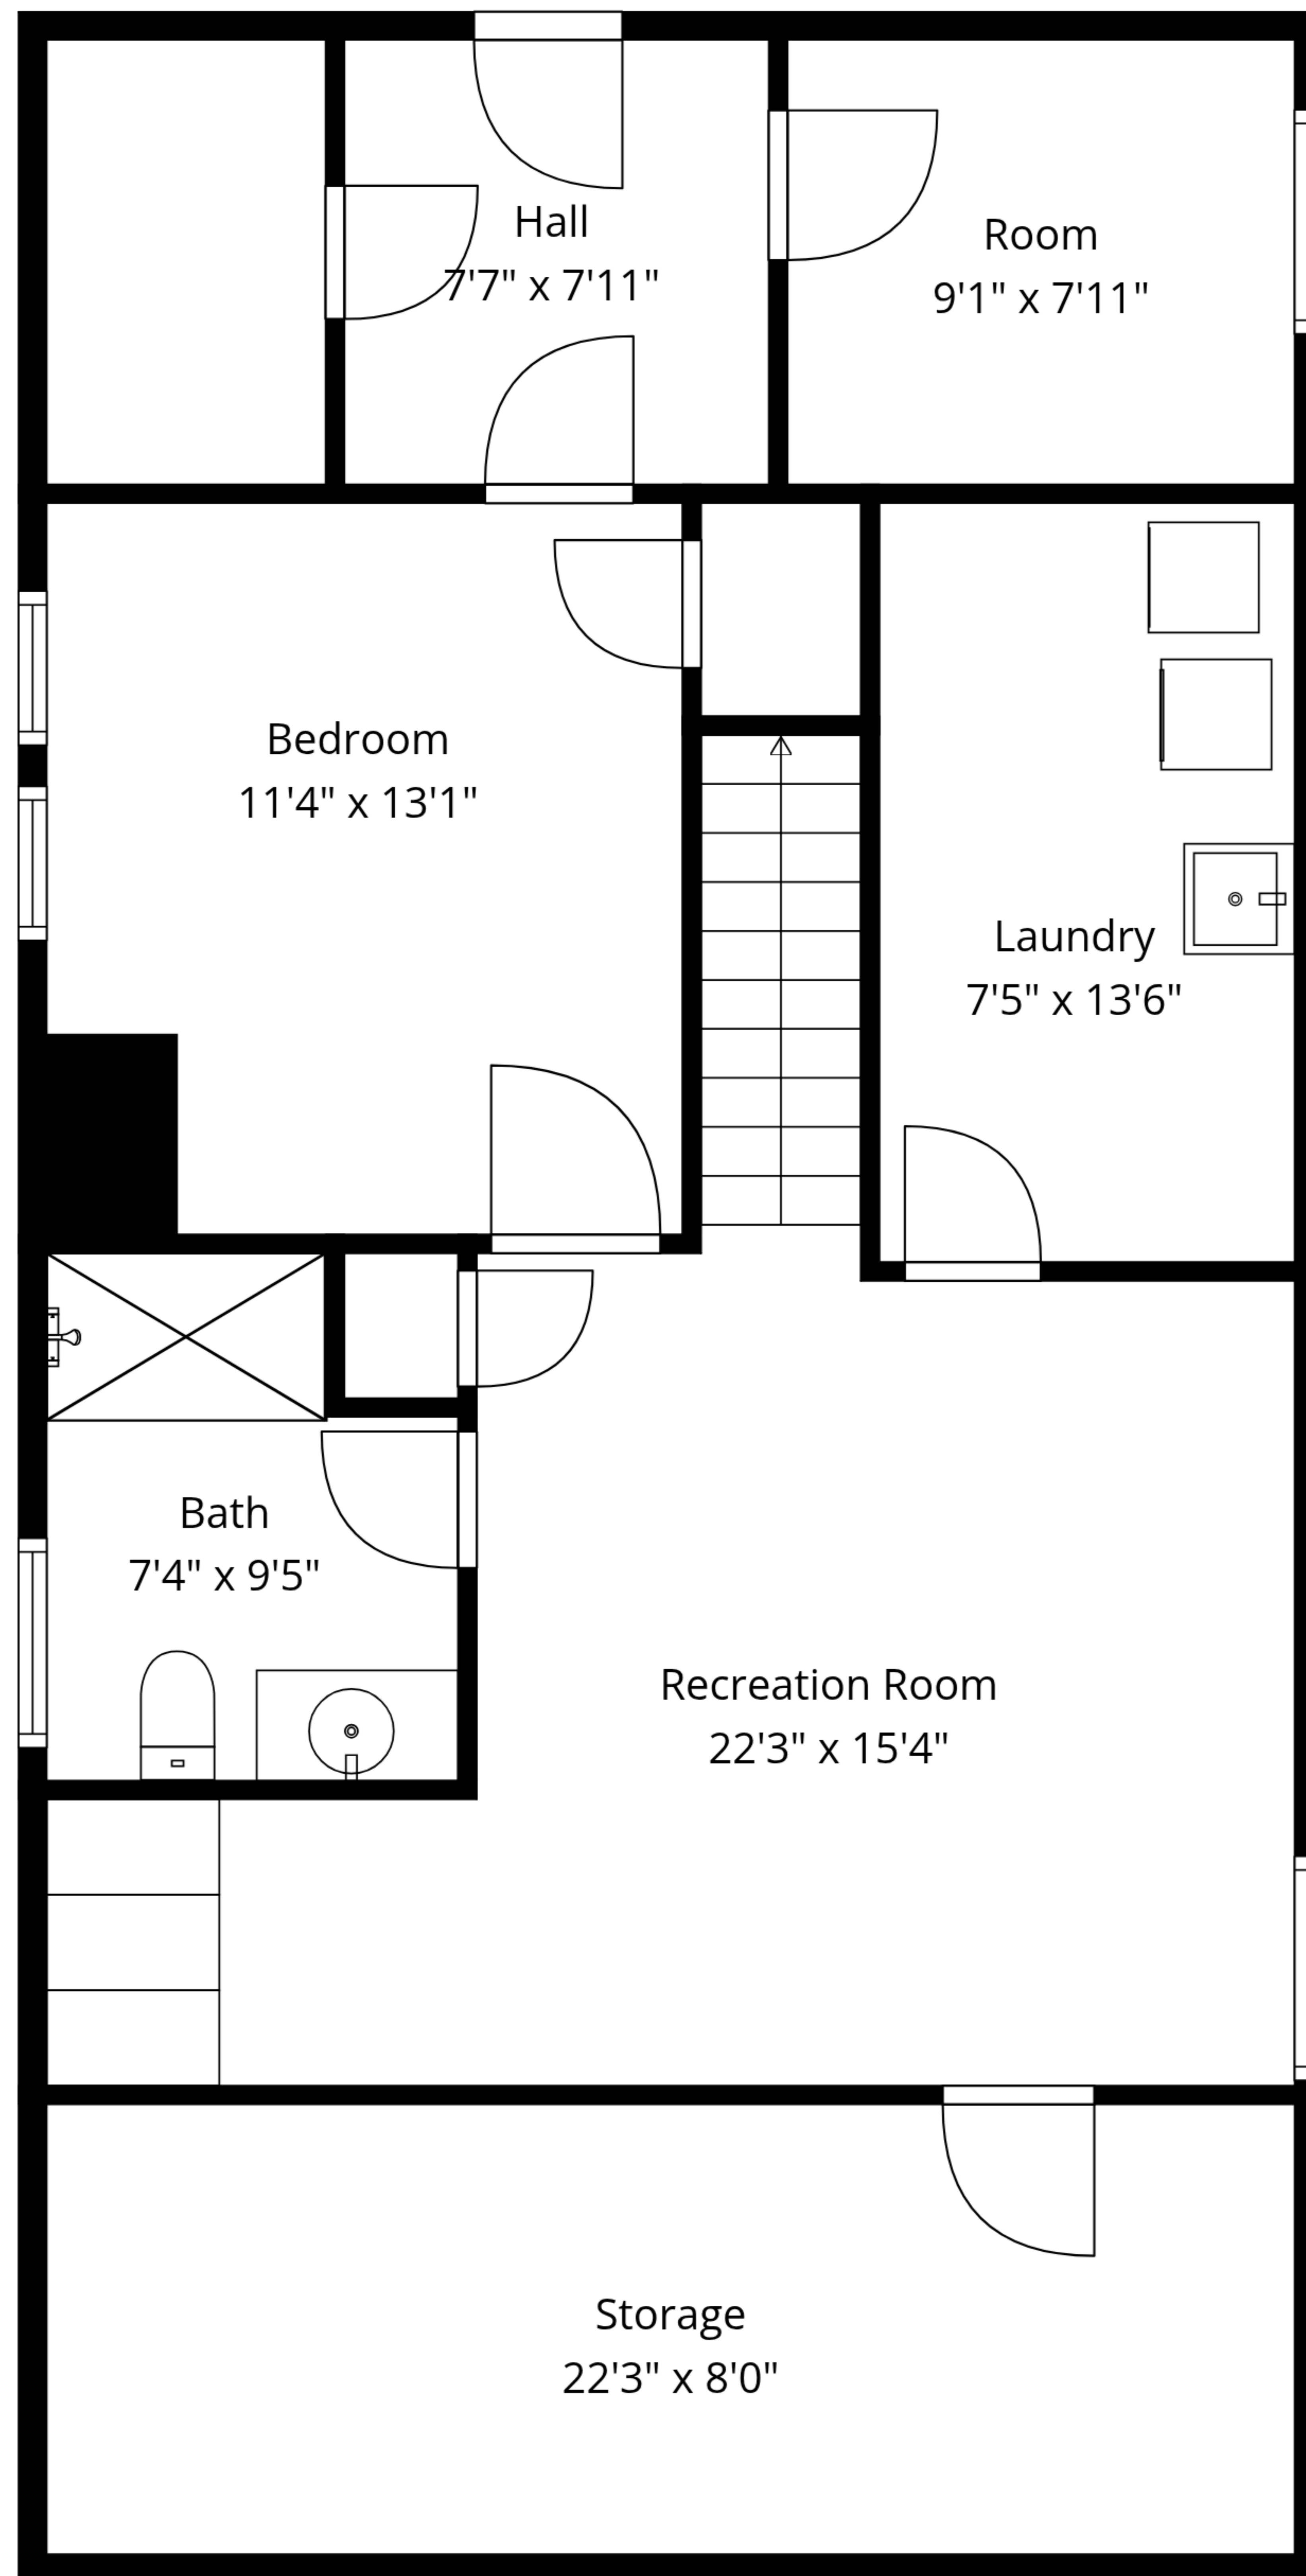 Hall
7'7" x 7'11"
Room
9'1" x 7'11"
Bedroom
11'4" x 13'1"
Laundry
7'5" x 13'6"
Bath
7'4" x 9'5"
Recreation Room
22'3" x 15'4"
Storage
22'3" x 8'0"